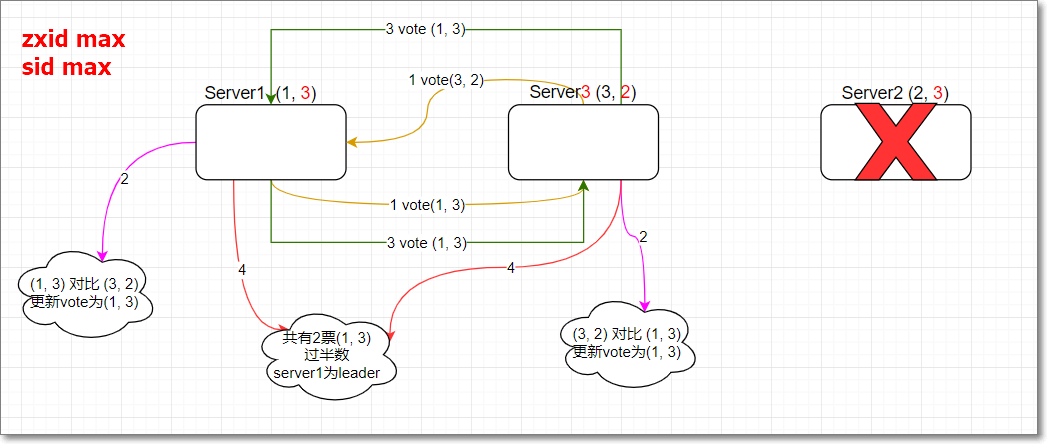 zxid max
sid max
3 vote (1, 3)
1 vote(3, 2)
Server1 (1, 3)
Server3 (3, 2)
Server2 (2, 3)
2
1 vote(1, 3)
3 vote (1, 3)
2
4
4
(1, 3) 对比 (3, 2)
更新vote为(1, 3)
共有2票(1, 3)
过半数
server1为leader
(3, 2) 对比 (1, 3)
更新vote为(1, 3)